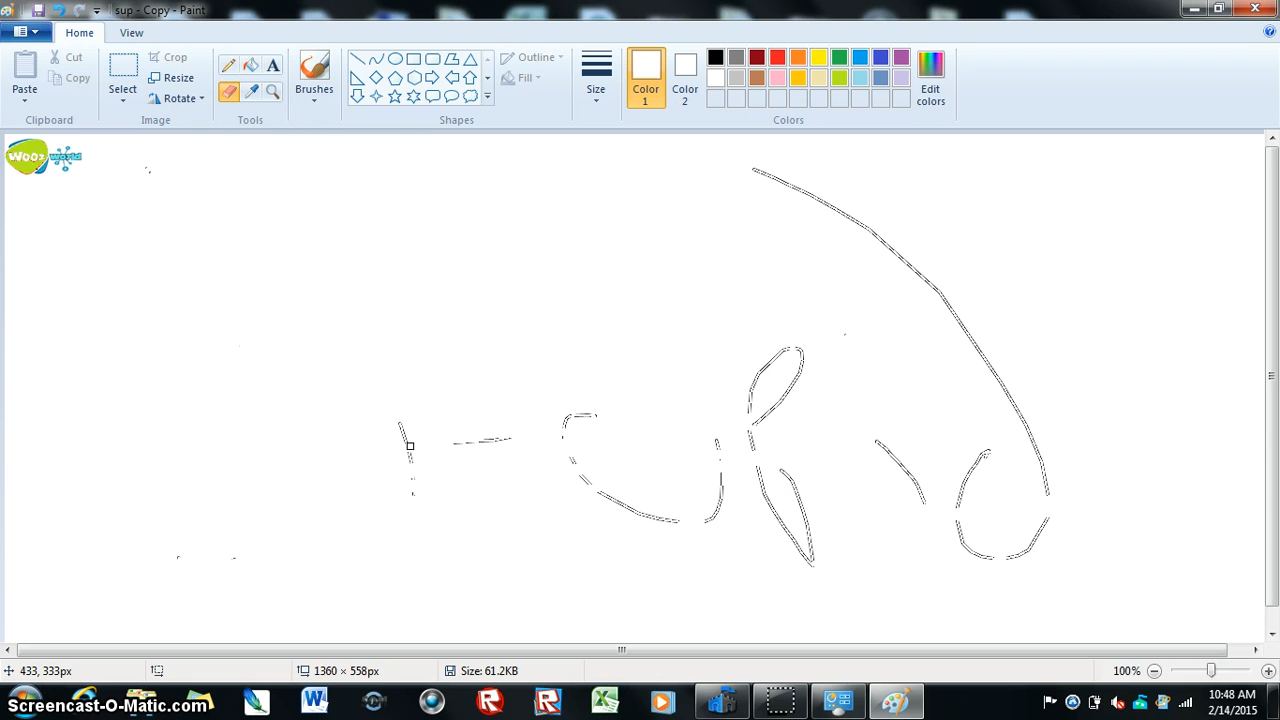 sup - Copy - Paint
Home View
Paste
Cut
Copy
Clipboard
Select
Crop
Resize
Rotate
Image
A
Tools
Brushes
Outline
Fill
Shapes
Size
Color 1
Color 2
Edit colors
Colors
Woozworld
433, 333px
1360 × 558px
Size: 61.2KB
100%
Screencast-O-Matic.com
10:48 AM
2/14/2015